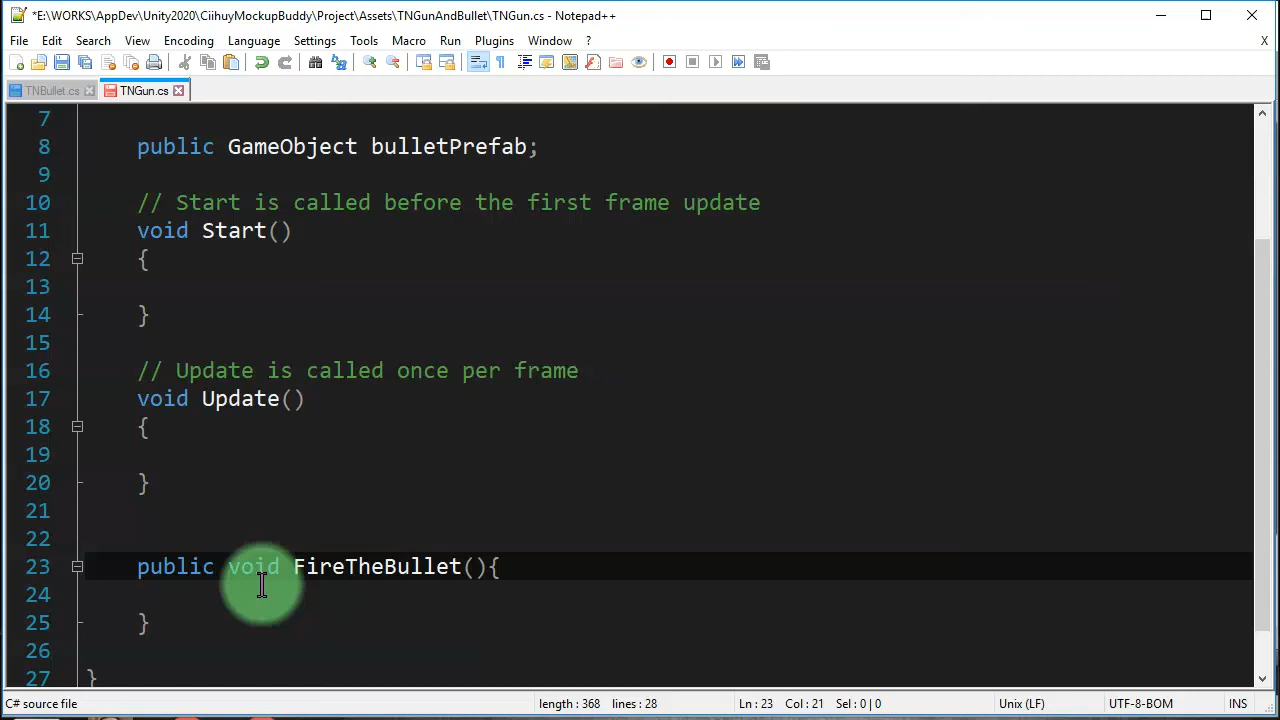 *E:\WORKS\AppDev\Unity2020\CiihuyMockupBuddy\Project\Assets\TNGunAndBullet\TNGun.cs - Notepad++
File Edit Search View Encoding Language Settings Tools Macro Run Plugins Window ? X
TNBullet.cs TNGun.cs
7
8 public GameObject bulletPrefab;
9
10 // Start is called before the first frame update
11 void Start()
12 {
13
14 }
15
16 // Update is called once per frame
17 void Update()
18 {
19
20 }
21
22
23 public void FireTheBullet(){
24
25 }
26
27 }
C# source file length : 368 lines : 28 Ln : 23 Col : 21 Sel : 0 | 0 Unix (LF) UTF-8-BOM INS